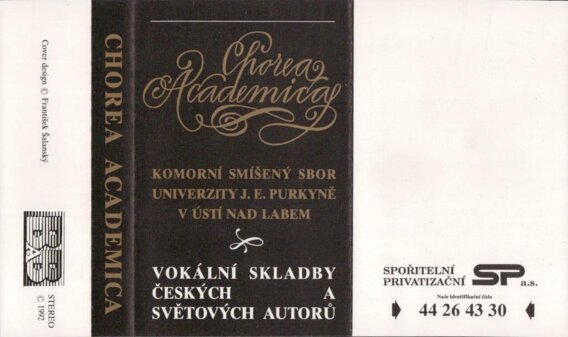 Cover design © František Šalanský
STEREO
© 1992
CHOREA ACADEMICA
Chorea
Academica
KOMORNÍ SMÍŠENÝ SBOR
UNIVERZITY J. E. PURKYNĚ
V ÚSTÍ NAD LABEM
VOKÁLNÍ SKLADBY
ČESKÝCH A
SVĚTOVÝCH AUTORŮ
SPOŘITELNÍ
PRIVATIZAČNÍ SP a.s.
Naše identifikační číslo
44 26 43 30